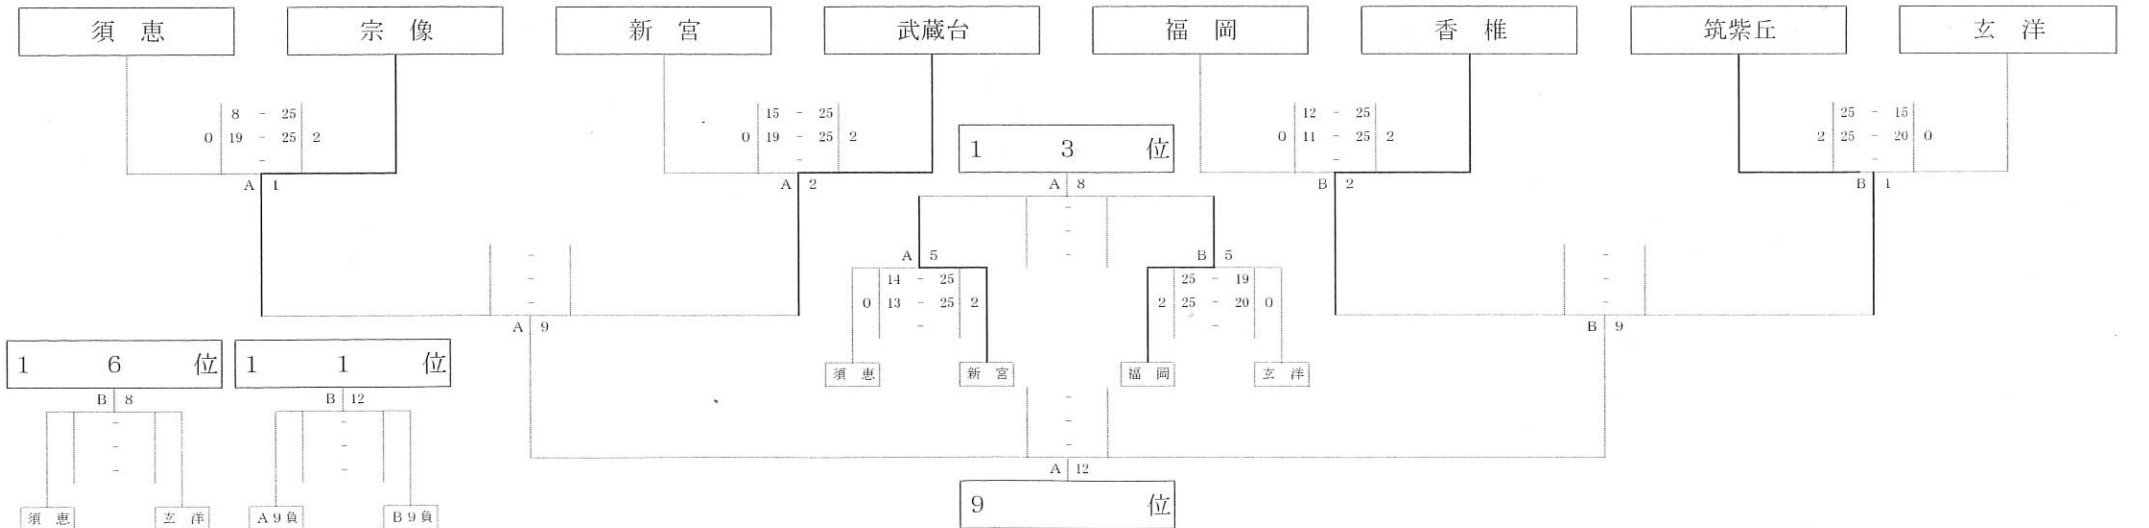 須恵 宗像 新宮 武蔵台 福岡 香椎 筑紫丘 玄洋
8 - 25 15 - 25 12 - 25 25 - 15
0 19 - 25 2 0 19 - 25 2 0 11 - 25 2 2 25 - 20 0
- - - -
13位
A 1 A 2 A 8 B 2 B 1
-
-
-
A 5 B 5
- 14 - 25 25 - 19 -
- 0 13 - 25 2 2 25 - 20 0 -
- - - -
A 9 B 9
16位 11位
須恵 新宮 福岡 玄洋
B 8 B 12
- - -
- - -
- - -
A 12
9位
須恵 玄洋 A9負 B9負